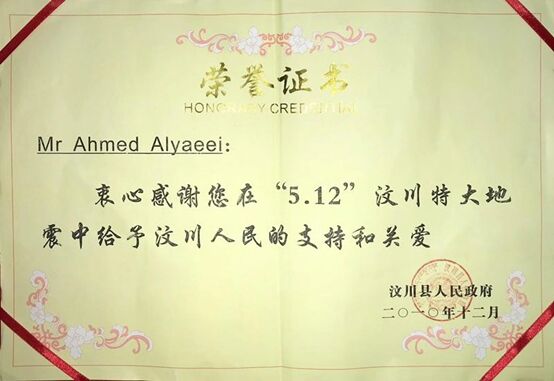 荣誉证书
HONORARY CREDENTIAL
Mr Ahmed Alyaeei:
衷心感谢您在“5.12”汶川特大地
震中给予汶川人民的支持和关爱
汶川县人民政府
二〇一〇年十二月